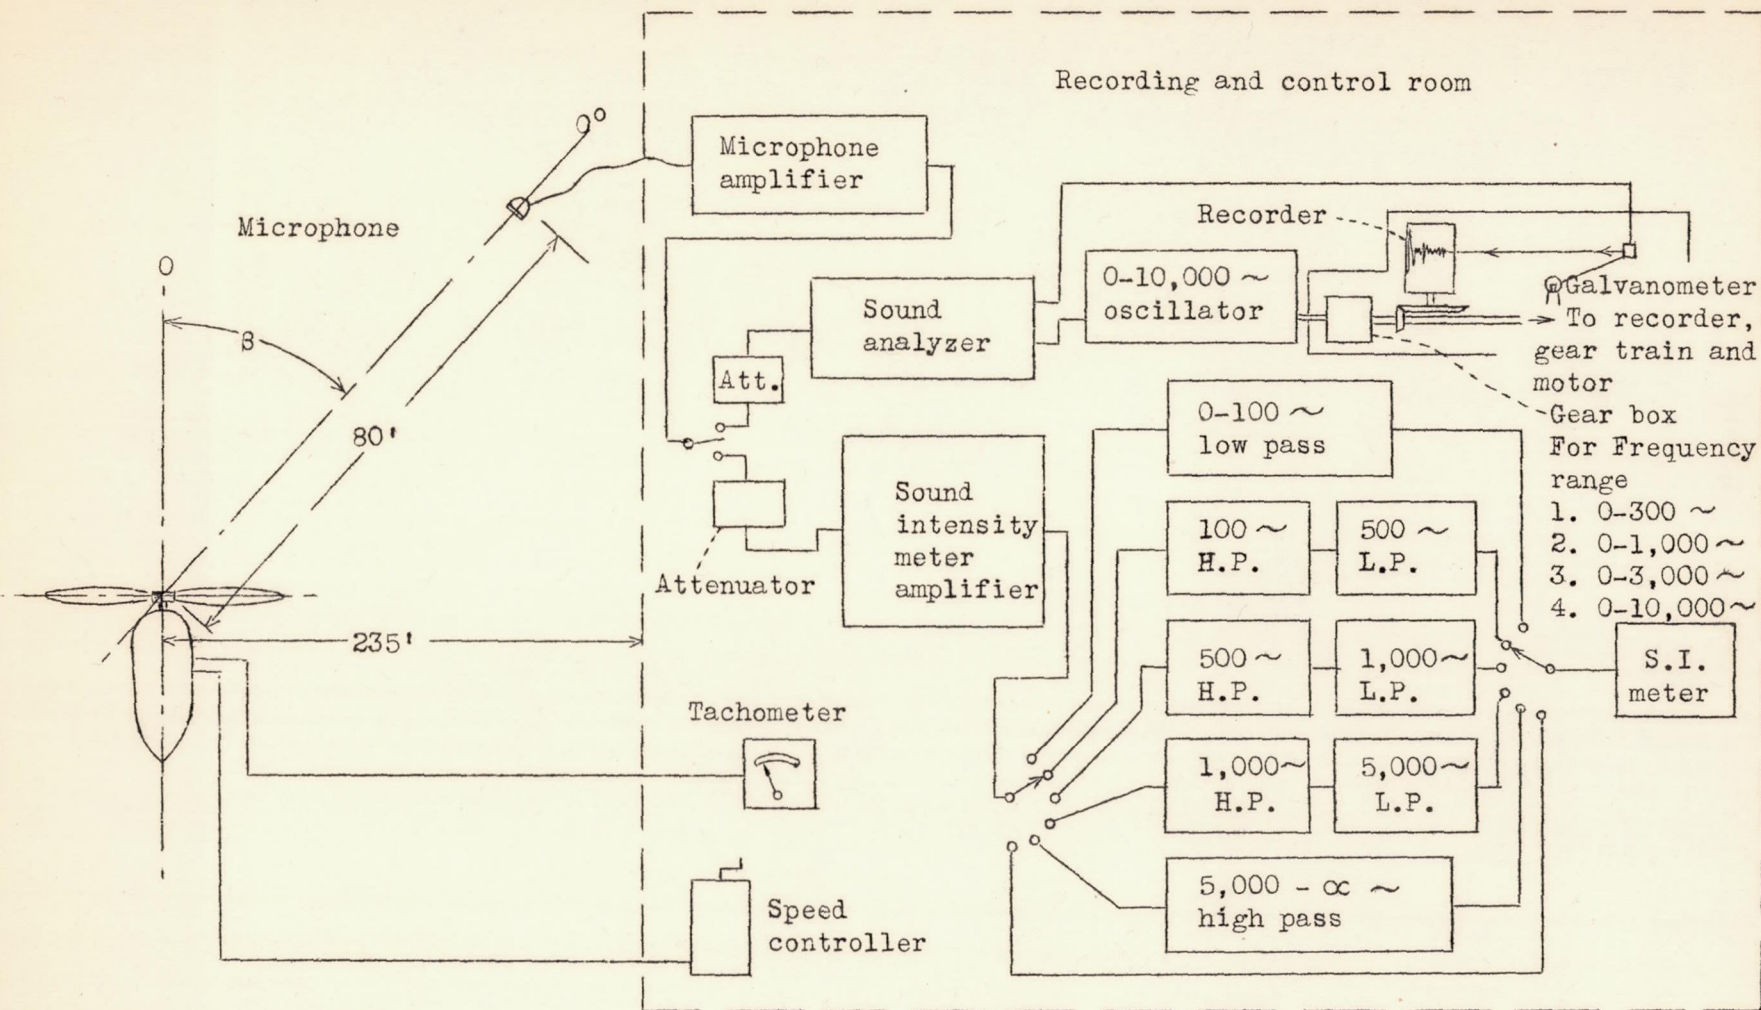 Recording and control room
0°
Microphone
amplifier
Microphone
0
β
80'
235'
Recorder
0-10,000 ~
oscillator
Sound
analyzer
Att.
Galvanometer
To recorder,
gear train and
motor
Gear box
For Frequency
range
1. 0-300 ~
2. 0-1,000 ~
3. 0-3,000 ~
4. 0-10,000 ~
Attenuator
Sound
intensity
meter
amplifier
0-100 ~
low pass
100 ~
H.P.
500 ~
L.P.
500 ~
H.P.
1,000 ~
L.P.
1,000 ~
H.P.
5,000 ~
L.P.
5,000 - ∝ ~
high pass
S.I.
meter
Tachometer
Speed
controller